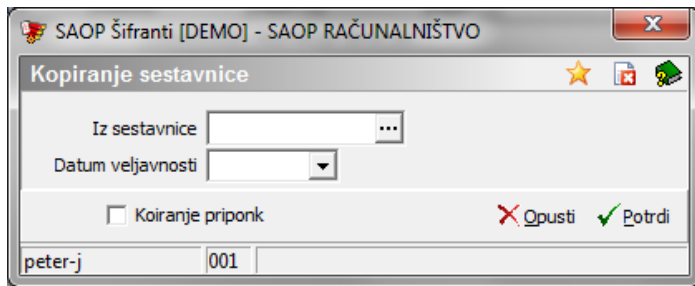 SAOP Šifranti [DEMO] - SAOP RAČUNALNIŠTVO
Kopiranje sestavnice
Iz sestavnice ...
Datum veljavnosti
Koiranje priponk Opusti Potrdi
peter-j 001